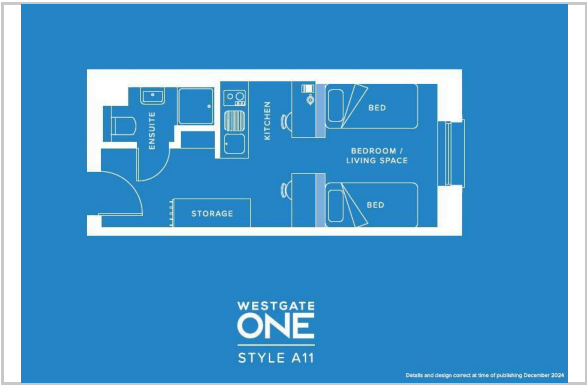 ENSUITE
KITCHEN
BED
BEDROOM /
LIVING SPACE
BED
STORAGE
WESTGATE
ONE
STYLE A11
Details and design correct at time of publishing December 2024